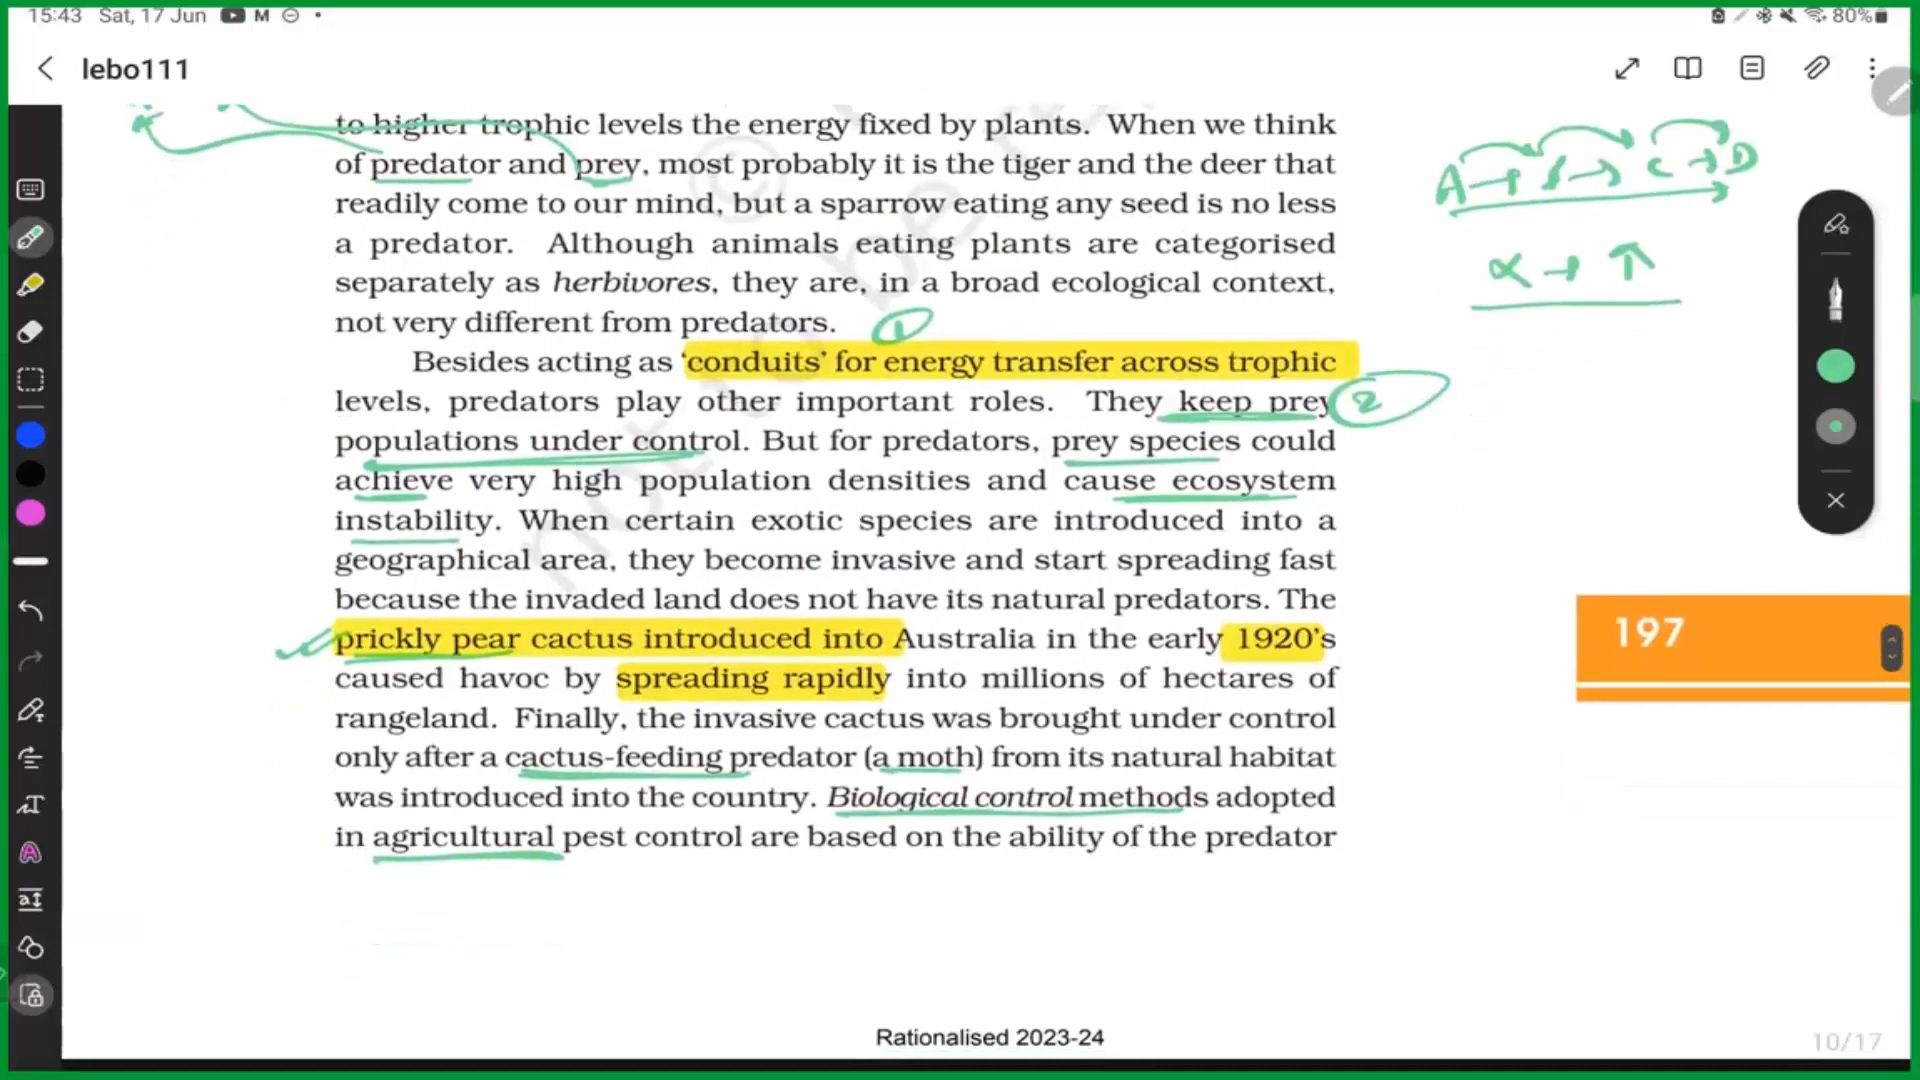 15:43 Sat, 17 Jun M 80%
lebo111
to higher trophic levels the energy fixed by plants. When we think
of predator and prey, most probably it is the tiger and the deer that
readily come to our mind, but a sparrow eating any seed is no less
a predator. Although animals eating plants are categorised
separately as herbivores, they are, in a broad ecological context,
not very different from predators.
1
Besides acting as ‘conduits’ for energy transfer across trophic
levels, predators play other important roles. They keep prey
2
populations under control. But for predators, prey species could
achieve very high population densities and cause ecosystem
instability. When certain exotic species are introduced into a
geographical area, they become invasive and start spreading fast
because the invaded land does not have its natural predators. The
prickly pear cactus introduced into Australia in the early 1920’s
caused havoc by spreading rapidly into millions of hectares of
rangeland. Finally, the invasive cactus was brought under control
only after a cactus-feeding predator (a moth) from its natural habitat
was introduced into the country. Biological control methods adopted
in agricultural pest control are based on the ability of the predator
197
Rationalised 2023-24
10/17